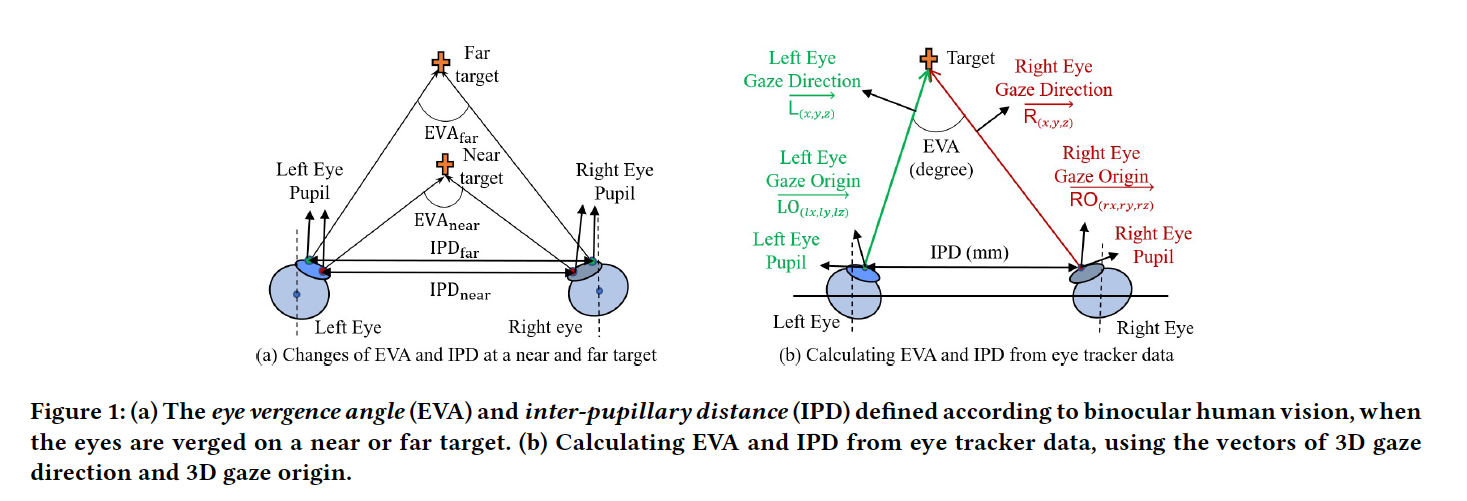 Far
target
EVAfar
Near
target
Left Eye
Pupil
Right Eye
Pupil
EVAnear
IPDfar
IPDnear
Left Eye
Right eye
(a) Changes of EVA and IPD at a near and far target
Left Eye
Gaze Direction
L(x,y,z)
Target
Right Eye
Gaze Direction
R(x,y,z)
EVA
(degree)
Left Eye
Gaze Origin
LO(lx,ly,lz)
Right Eye
Gaze Origin
RO(rx,ry,rz)
Left Eye
Pupil
IPD (mm)
Right Eye
Pupil
Left Eye
Right Eye
(b) Calculating EVA and IPD from eye tracker data
Figure 1: (a) The eye vergence angle (EVA) and inter-pupillary distance (IPD) defined according to binocular human vision, when
the eyes are verged on a near or far target. (b) Calculating EVA and IPD from eye tracker data, using the vectors of 3D gaze
direction and 3D gaze origin.